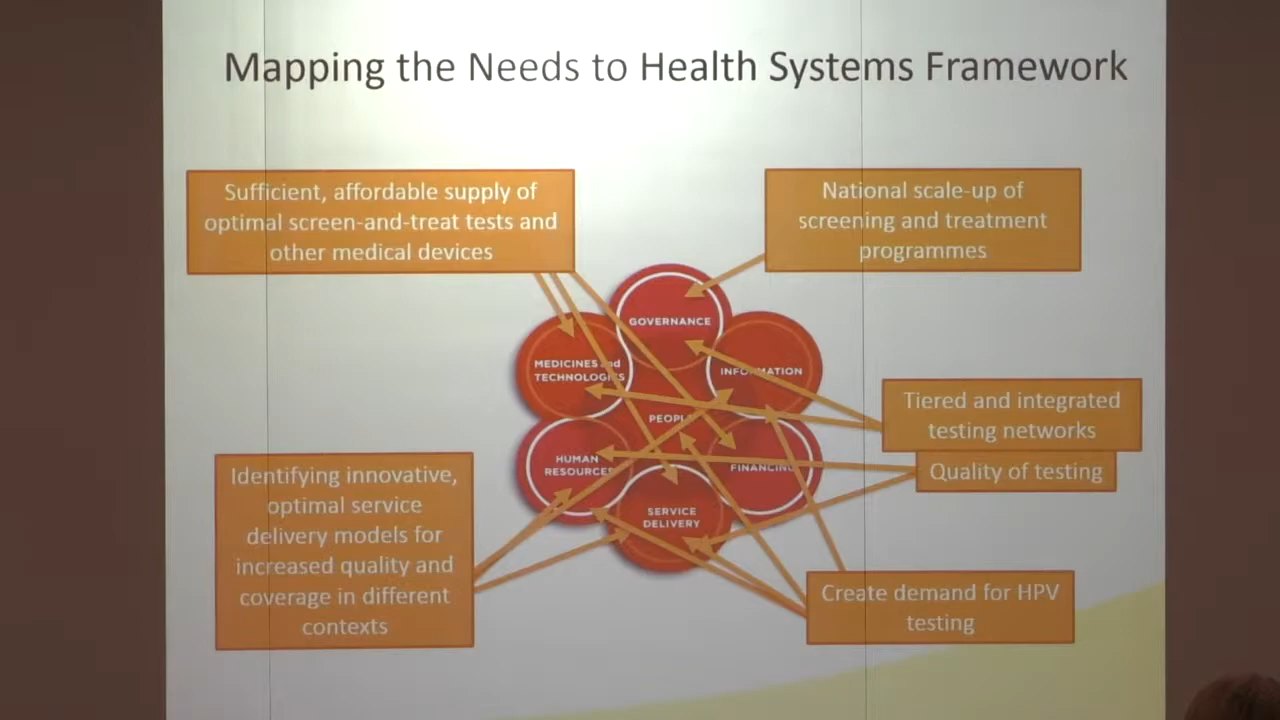 Mapping the Needs to Health Systems Framework
Sufficient, affordable supply of
optimal screen-and-treat tests and
other medical devices
National scale-up of
screening and treatment
programmes
GOVERNANCE
MEDICINES and
TECHNOLOGIES
INFORMATION
PEOPLE
HUMAN
RESOURCES
FINANCING
SERVICE
DELIVERY
Tiered and integrated
testing networks
Quality of testing
Identifying innovative,
optimal service
delivery models for
increased quality and
coverage in different
contexts
Create demand for HPV
testing